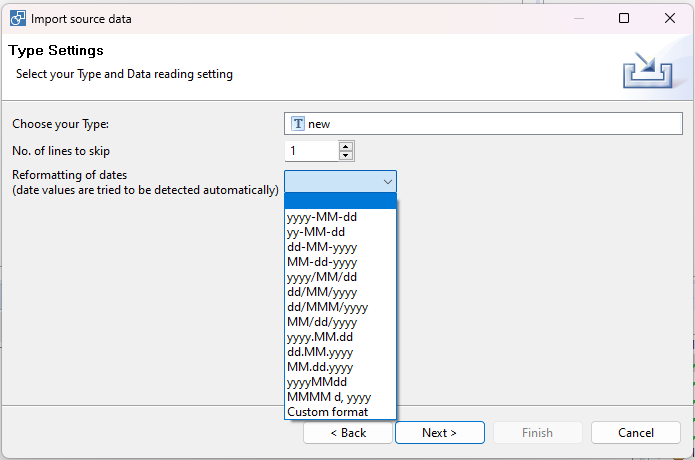 Import source data
Type Settings
Select your Type and Data reading setting
Choose your Type:
T new
No. of lines to skip
1
Reformatting of dates
(date values are tried to be detected automatically)
yyyy-MM-dd
yy-MM-dd
dd-MM-yyyy
MM-dd-yyyy
yyyy/MM/dd
dd/MM/yyyy
dd/MMM/yyyy
MM/dd/yyyy
yyyy.MM.dd
dd.MM.yyyy
MM.dd.yyyy
yyyyMMdd
MMMM d, yyyy
Custom format
< Back
Next >
Finish
Cancel